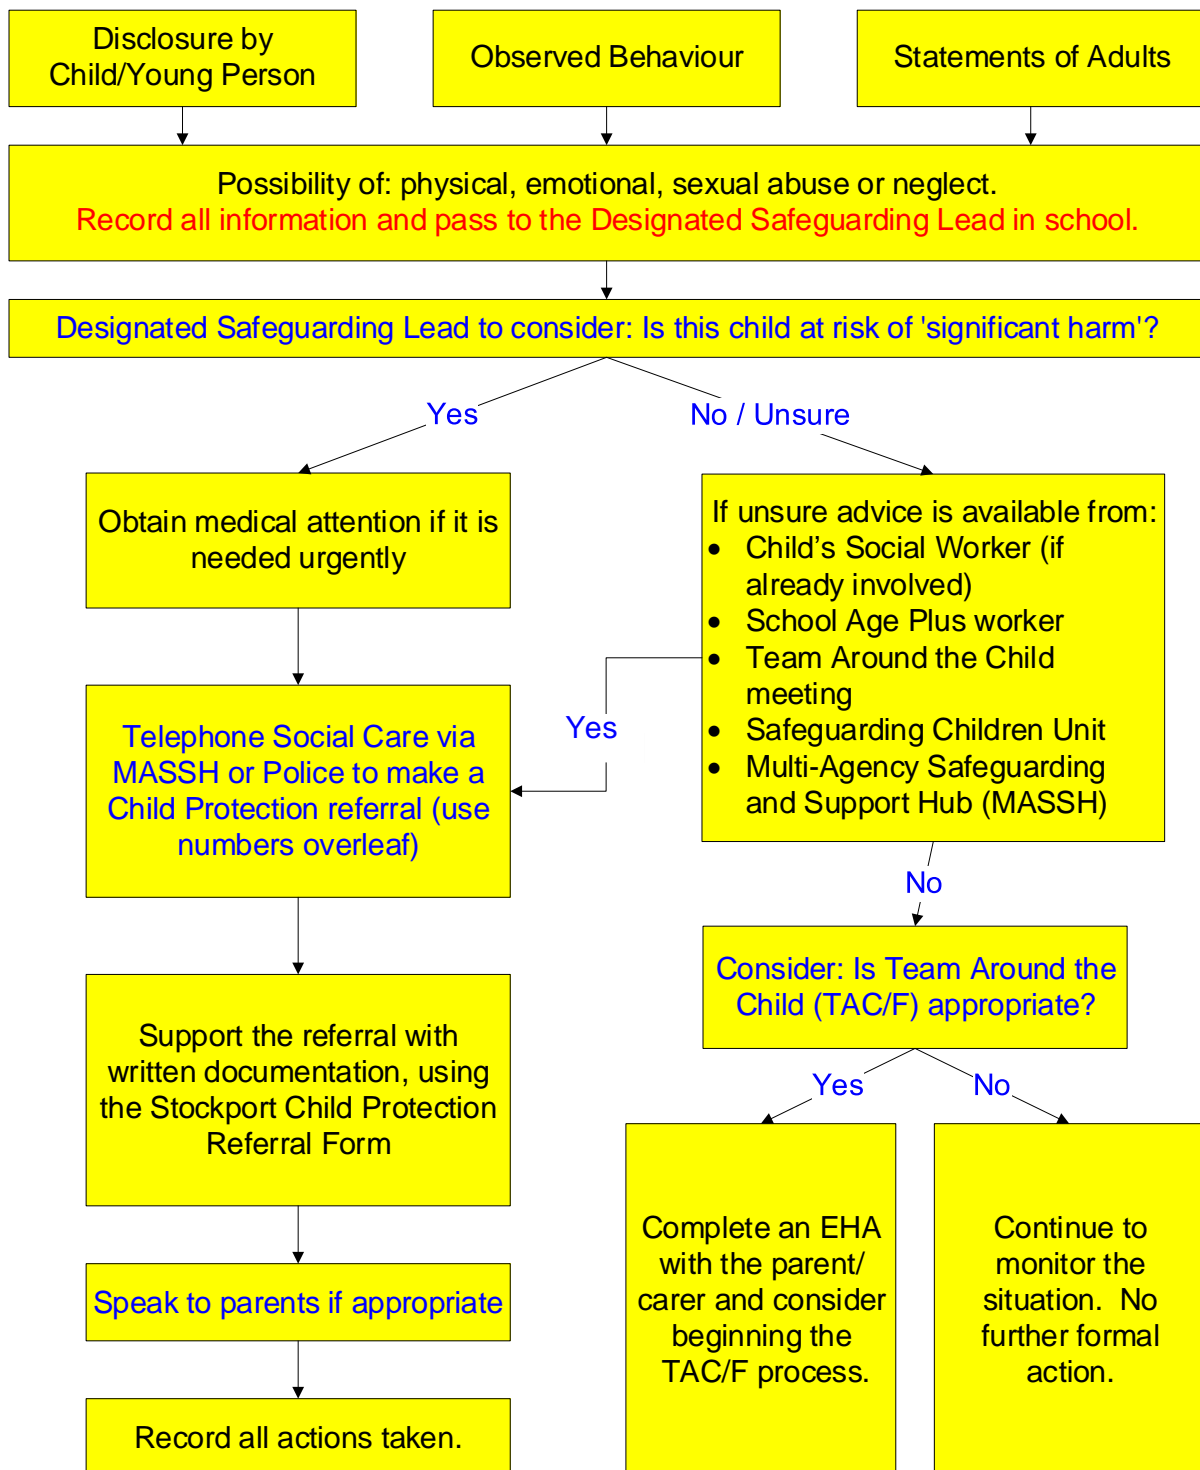 Disclosure by
Child/Young Person
Observed Behaviour
Statements of Adults
Possibility of: physical, emotional, sexual abuse or neglect.
Record all information and pass to the Designated Safeguarding Lead in school.
Designated Safeguarding Lead to consider: Is this child at risk of 'significant harm'?
Yes
No / Unsure
Obtain medical attention if it is
needed urgently
If unsure advice is available from:
• Child’s Social Worker (if
already involved)
• School Age Plus worker
• Team Around the Child
meeting
• Safeguarding Children Unit
• Multi-Agency Safeguarding
and Support Hub (MASSH)
Yes
Telephone Social Care via
MASSH or Police to make a
Child Protection referral (use
numbers overleaf)
No
Consider: Is Team Around the
Child (TAC/F) appropriate?
Support the referral with
written documentation, using
the Stockport Child Protection
Referral Form
Yes
No
Speak to parents if appropriate
Record all actions taken.
Complete an EHA
with the parent/
carer and consider
beginning the
TAC/F process.
Continue to
monitor the
situation.  No
further formal
action.